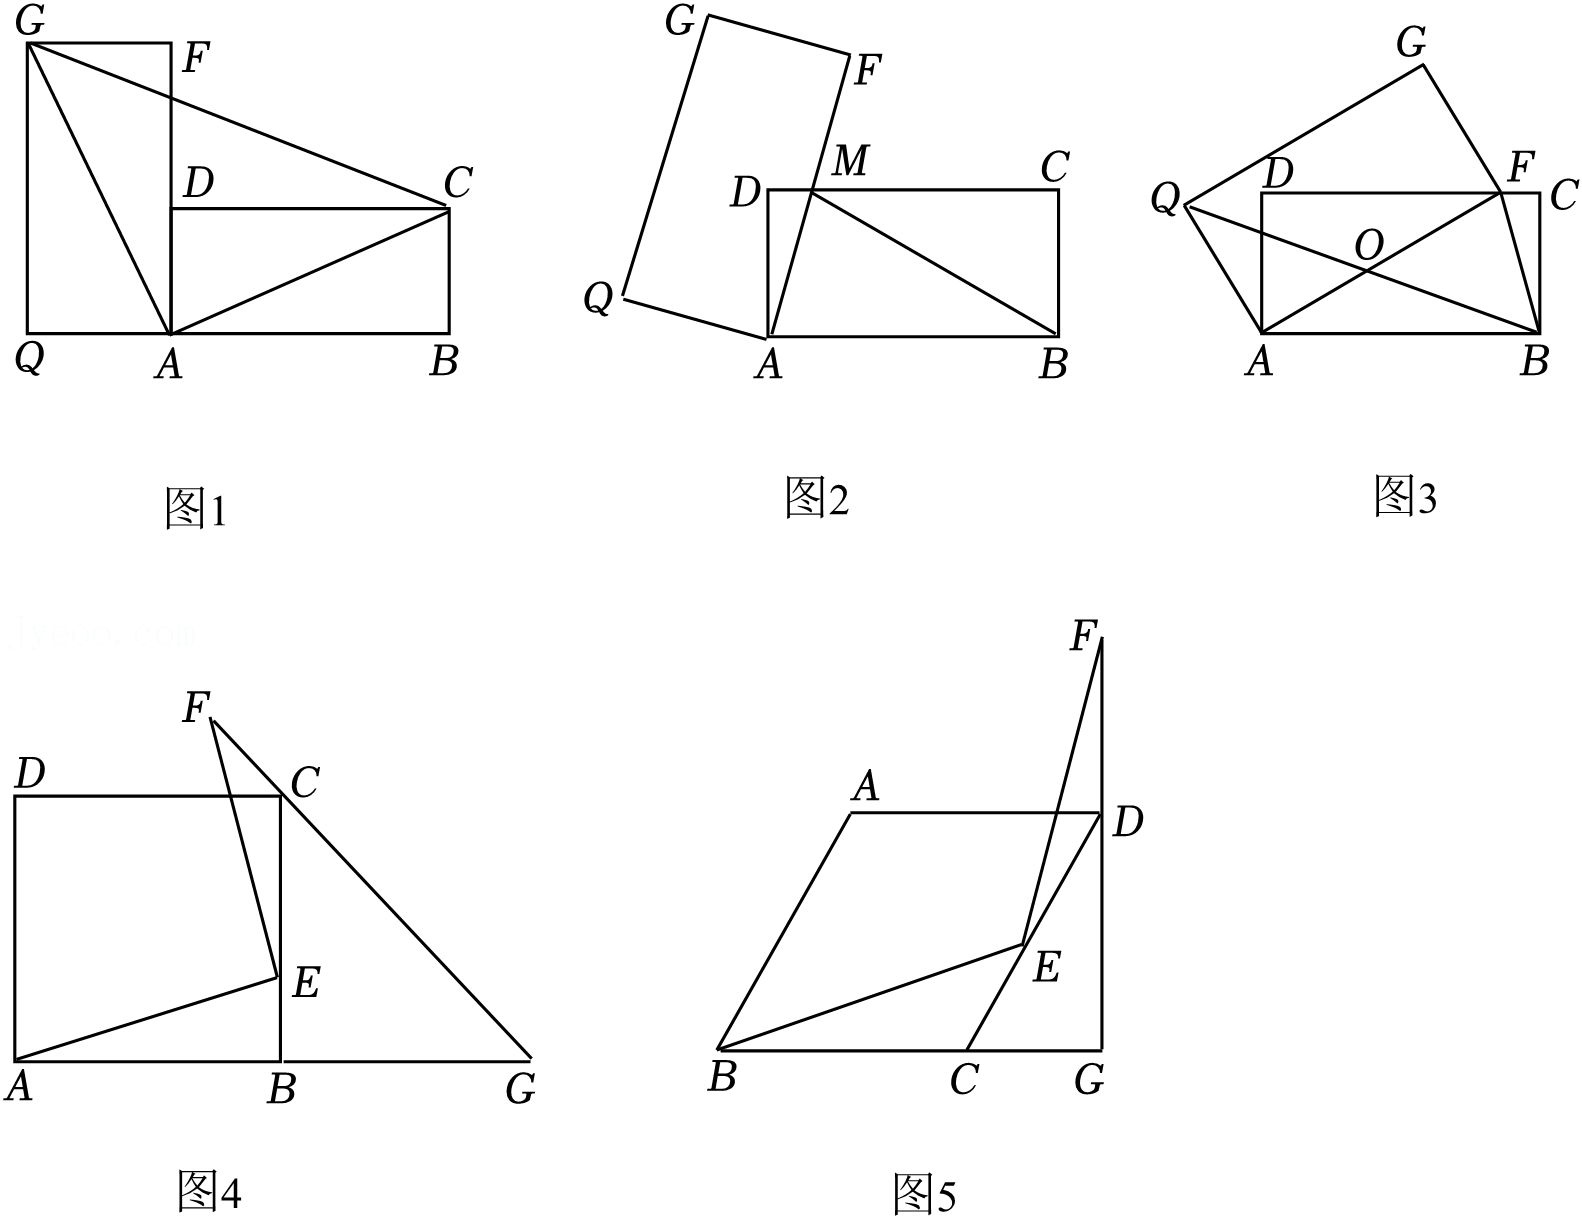 G F D C Q A B
G F M C D Q A B
G D F C Q O A B
图1 图2 图3
F D C E A B G
F A D E B C G
图4 图5